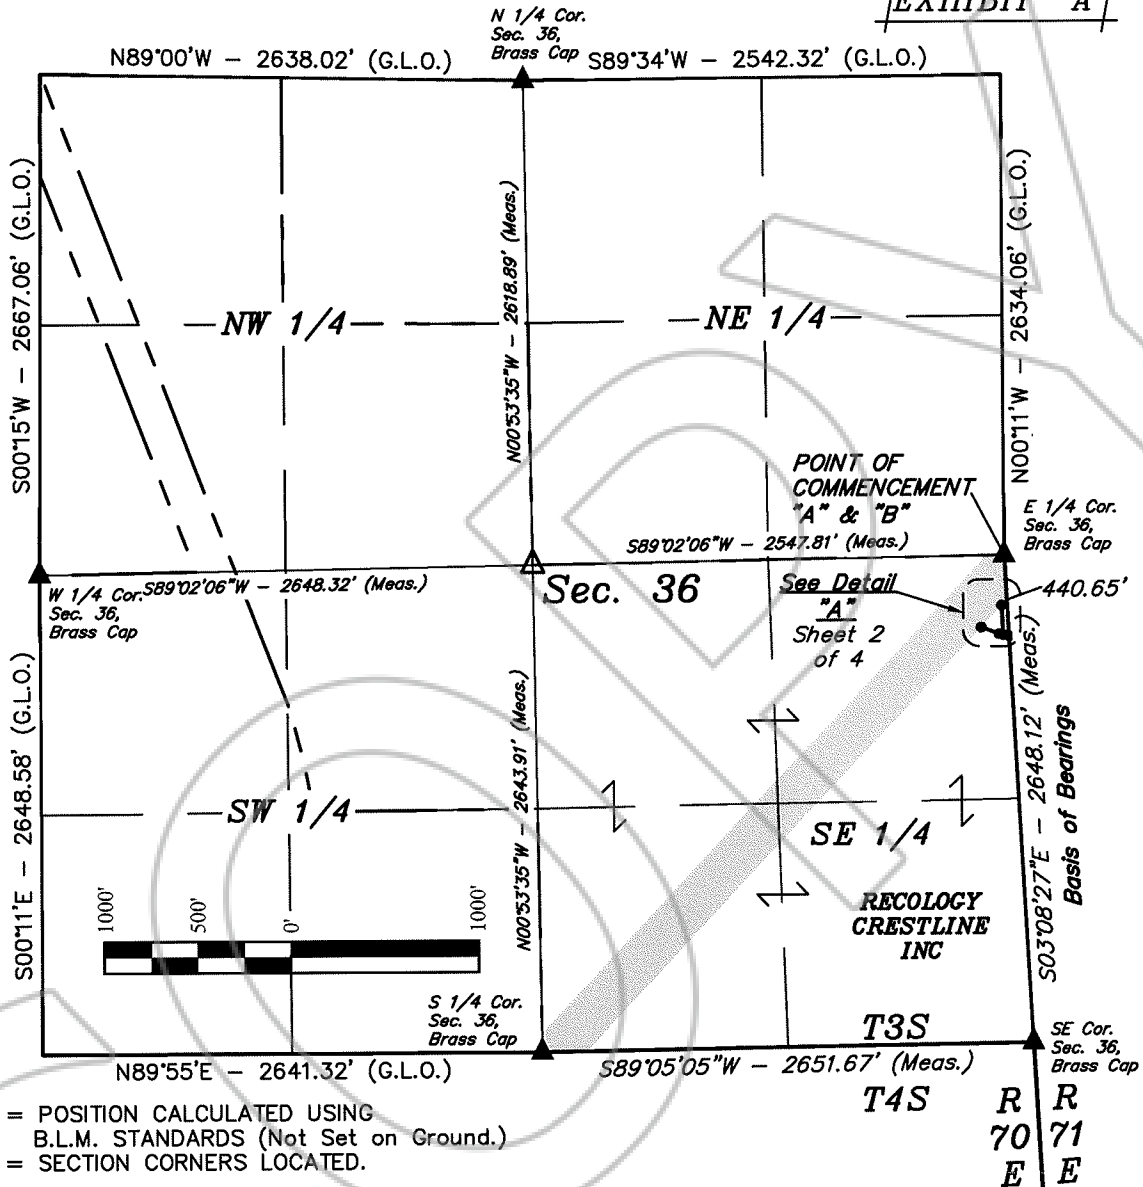 EXHIBIT "A"
N 1/4 Cor.
Sec. 36,
Brass Cap
N89°00'W - 2638.02' (G.L.O.)
S89°34'W - 2542.32' (G.L.O.)
S00°15'W - 2667.06' (G.L.O.)
N00°53'35"W - 2618.89' (Meas.)
N00°11'W - 2634.06' (G.L.O.)
NW 1/4
NE 1/4
POINT OF
COMMENCEMENT
"A" & "B"
E 1/4 Cor.
Sec. 36,
Brass Cap
S89°02'06"W - 2547.81' (Meas.)
S89°02'06"W - 2648.32' (Meas.)
W 1/4 Cor.
Sec. 36,
Brass Cap
Sec. 36
See Detail
"A"
Sheet 2
of 4
440.65'
S00°11'E - 2648.58' (G.L.O.)
N00°53'35"W - 2643.91' (Meas.)
S03°08'27"E - 2648.12' (Meas.)
Basis of Bearings
SW 1/4
SE 1/4
1000'
500'
0'
1000'
RECOLOGY
CRESTLINE
INC
S 1/4 Cor.
Sec. 36,
Brass Cap
T3S
SE Cor.
Sec. 36,
Brass Cap
N89°55'E - 2641.32' (G.L.O.)
S89°05'05"W - 2651.67' (Meas.)
T4S
R R
70 71
E E
= POSITION CALCULATED USING
B.L.M. STANDARDS (Not Set on Ground.)
= SECTION CORNERS LOCATED.